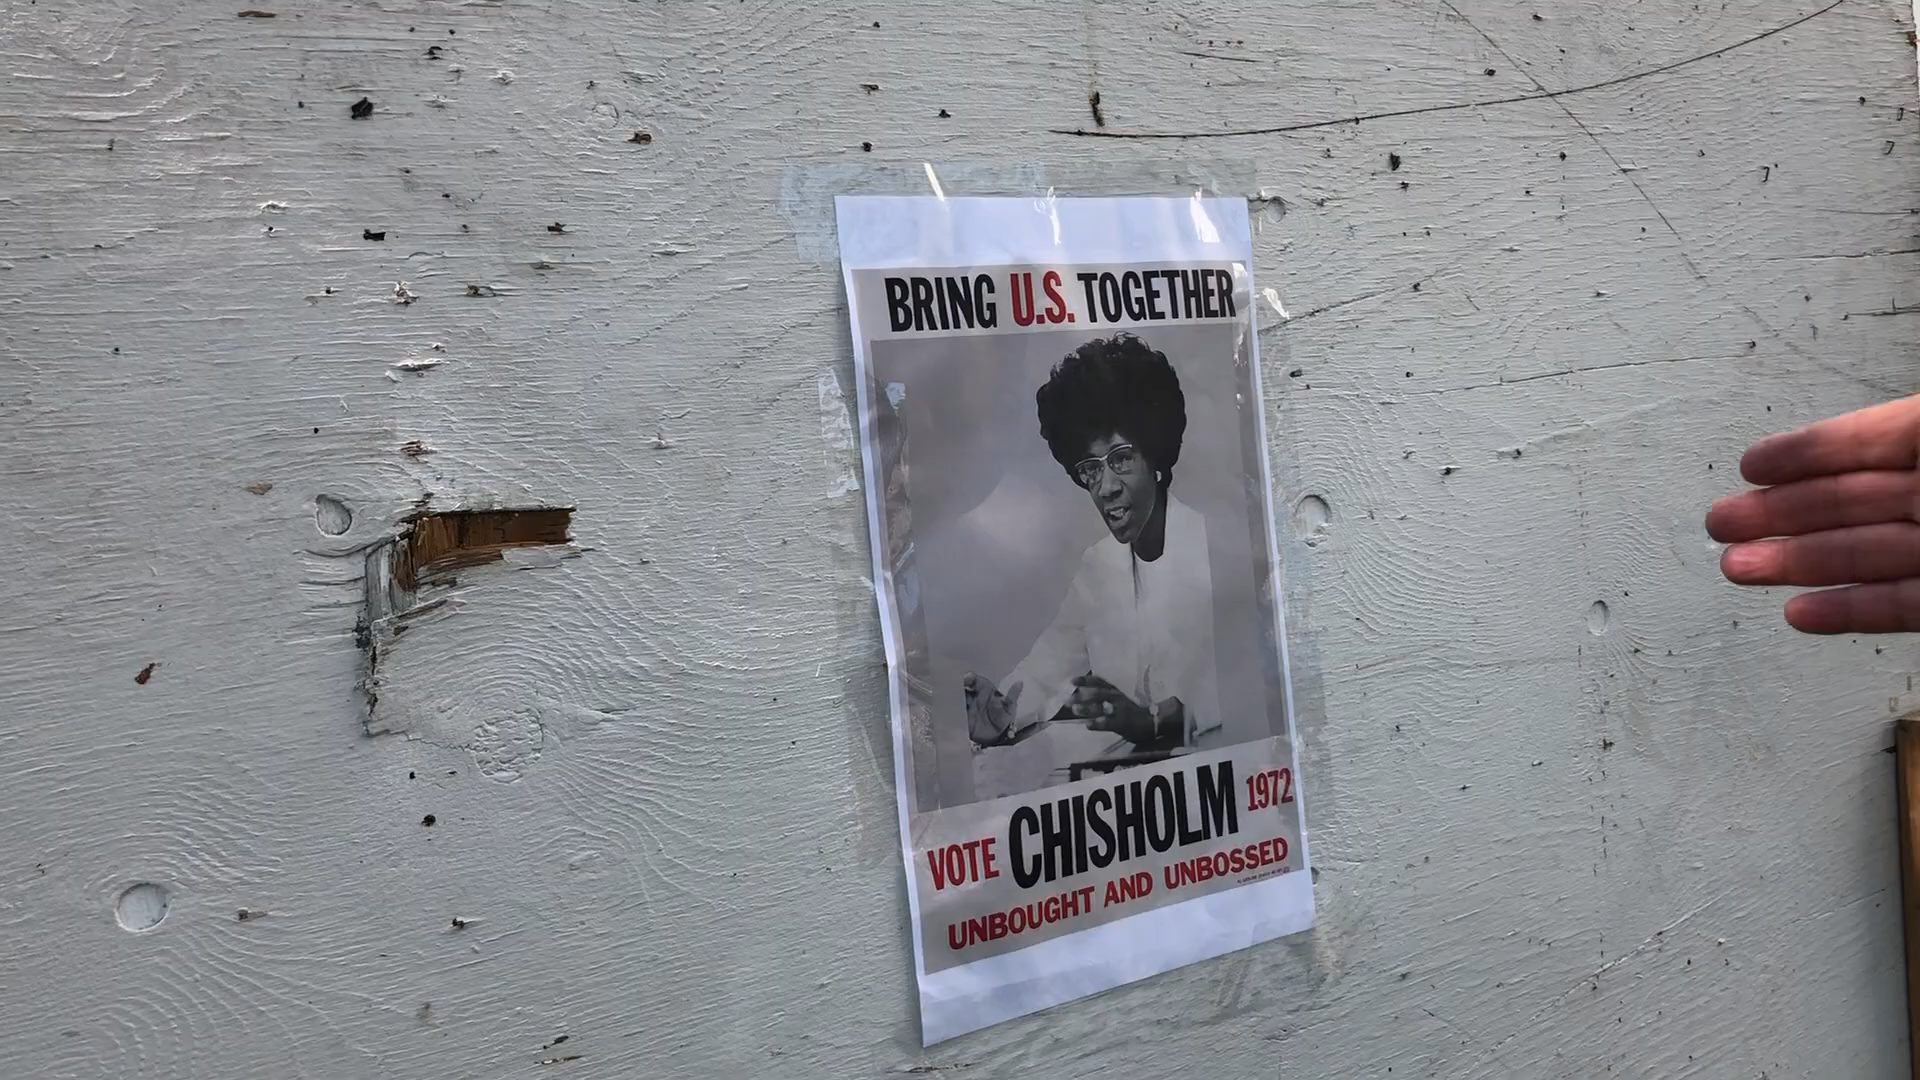 BRING U.S. TOGETHER
VOTE CHISHOLM 1972
UNBOUGHT AND UNBOSSED